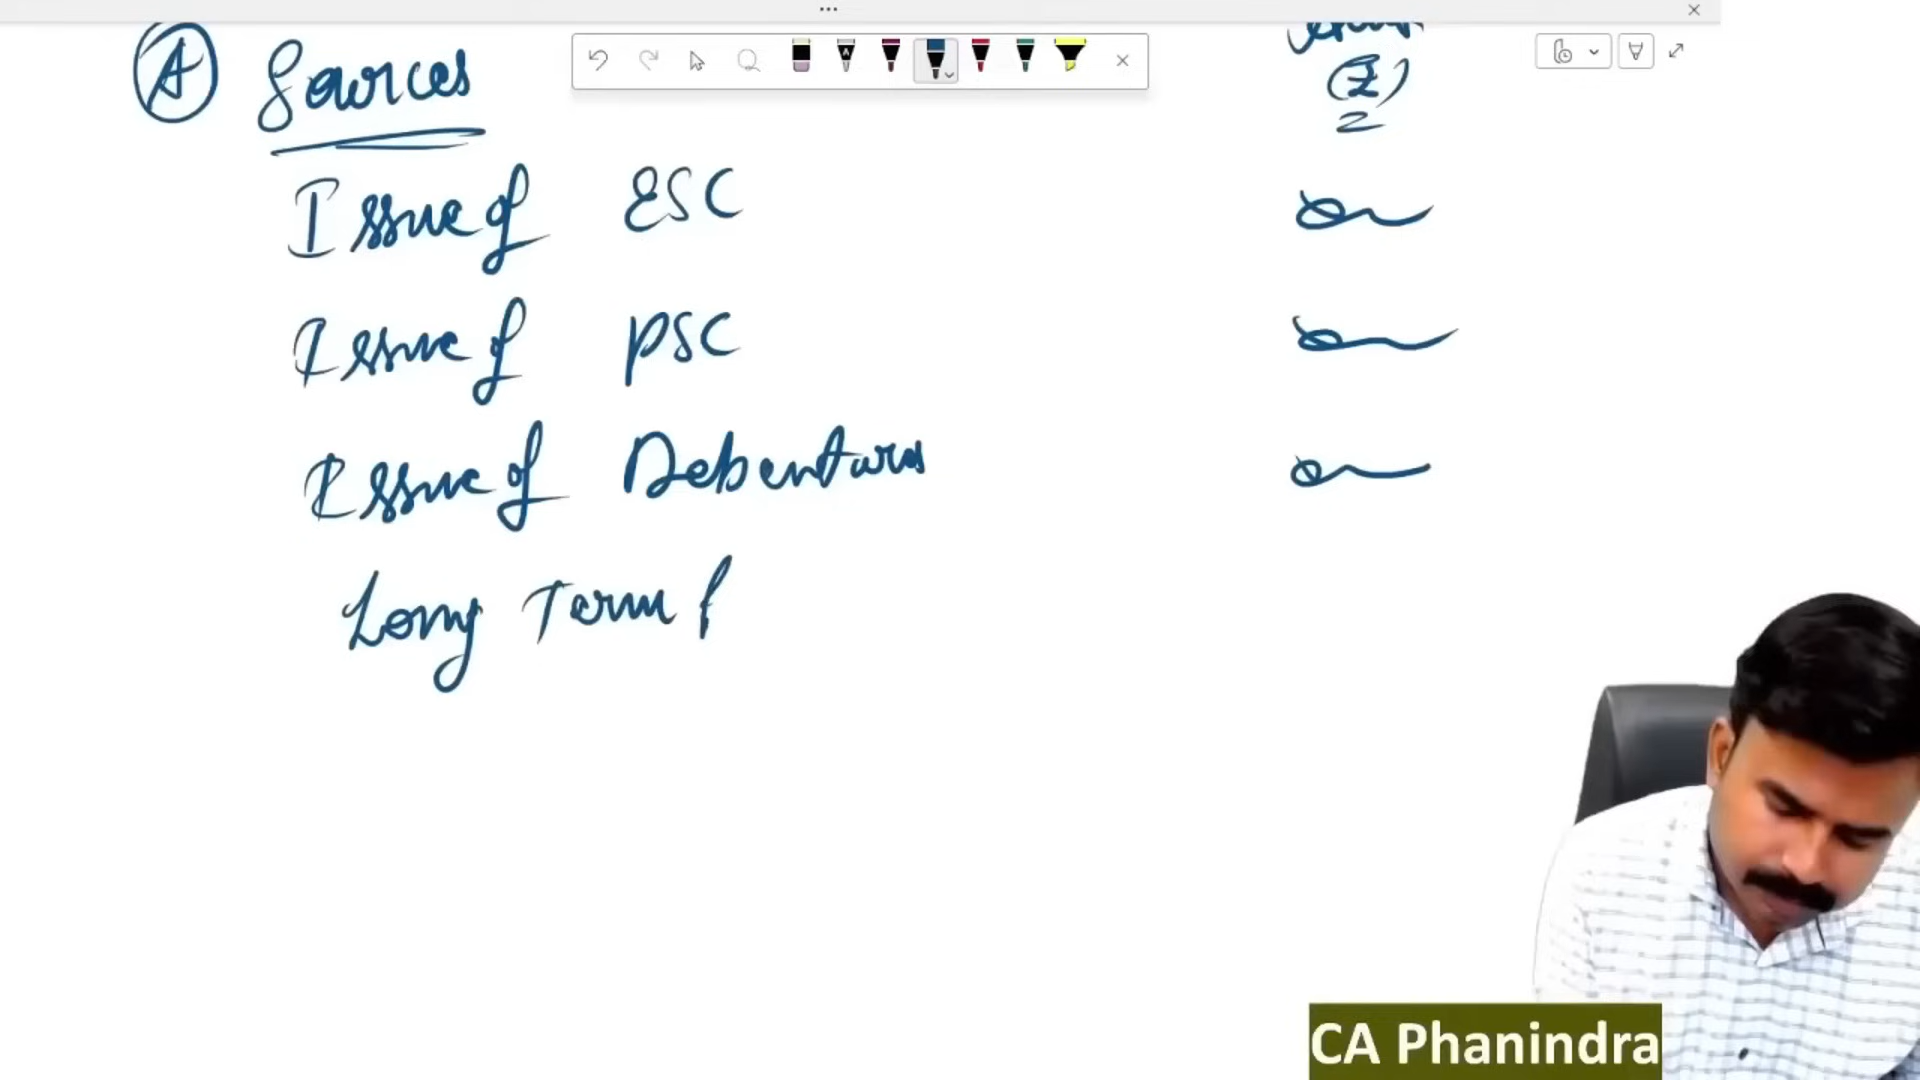 A Sources
(₹)
Issue of ESC
Issue of PSC
Issue of Debentures
Long Term
CA Phanindra